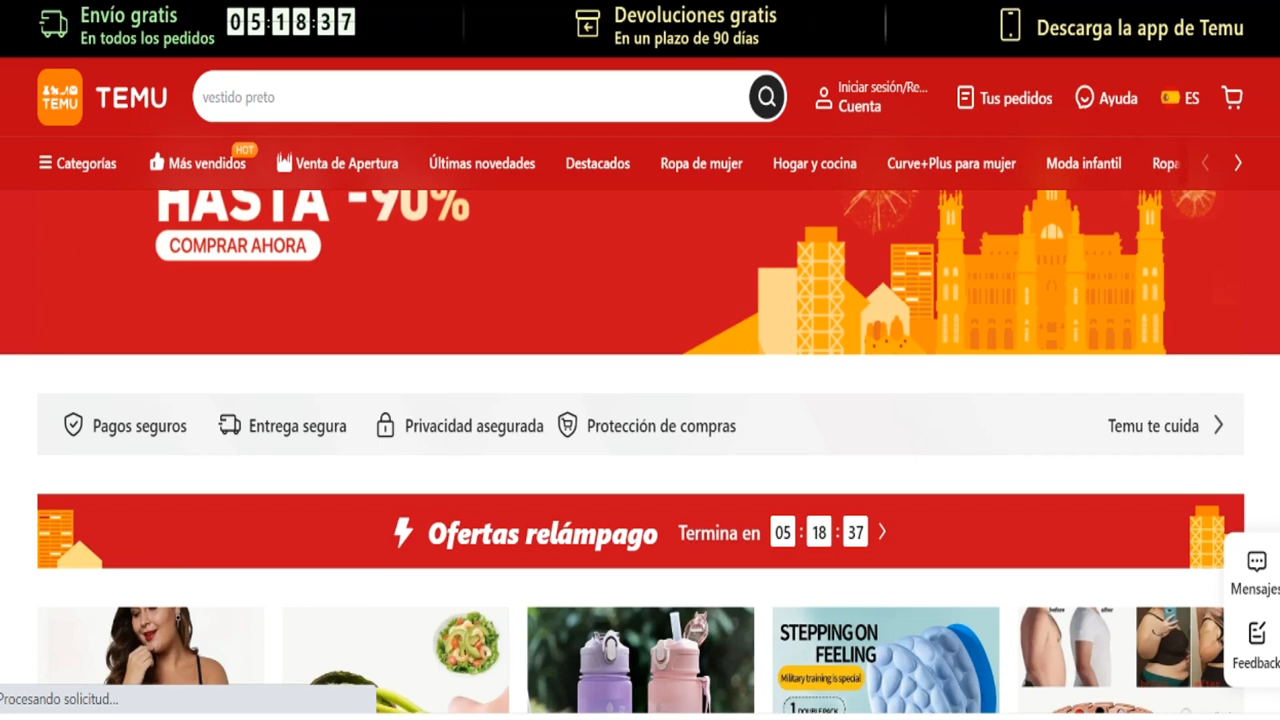 Envío gratis
En todos los pedidos
05:18:37
Devoluciones gratis
En un plazo de 90 días
Descarga la app de Temu
TEMU
TEMU
vestido preto
Iniciar sesión/Re...
Cuenta
Tus pedidos
Ayuda
ES
Categorías
Más vendidos
HOT
Venta de Apertura
Últimas novedades
Destacados
Ropa de mujer
Hogar y cocina
Curve+Plus para mujer
Moda infantil
Ropa
HASTA -90%
COMPRAR AHORA
Pagos seguros
Entrega segura
Privacidad asegurada
Protección de compras
Temu te cuida
Ofertas relámpago
Termina en 05 : 18 : 37
Mensajes
Feedback
STEPPING ON
FEELING
Military training is special
1 DOUBLE PACK
before
after
Procesando solicitud...